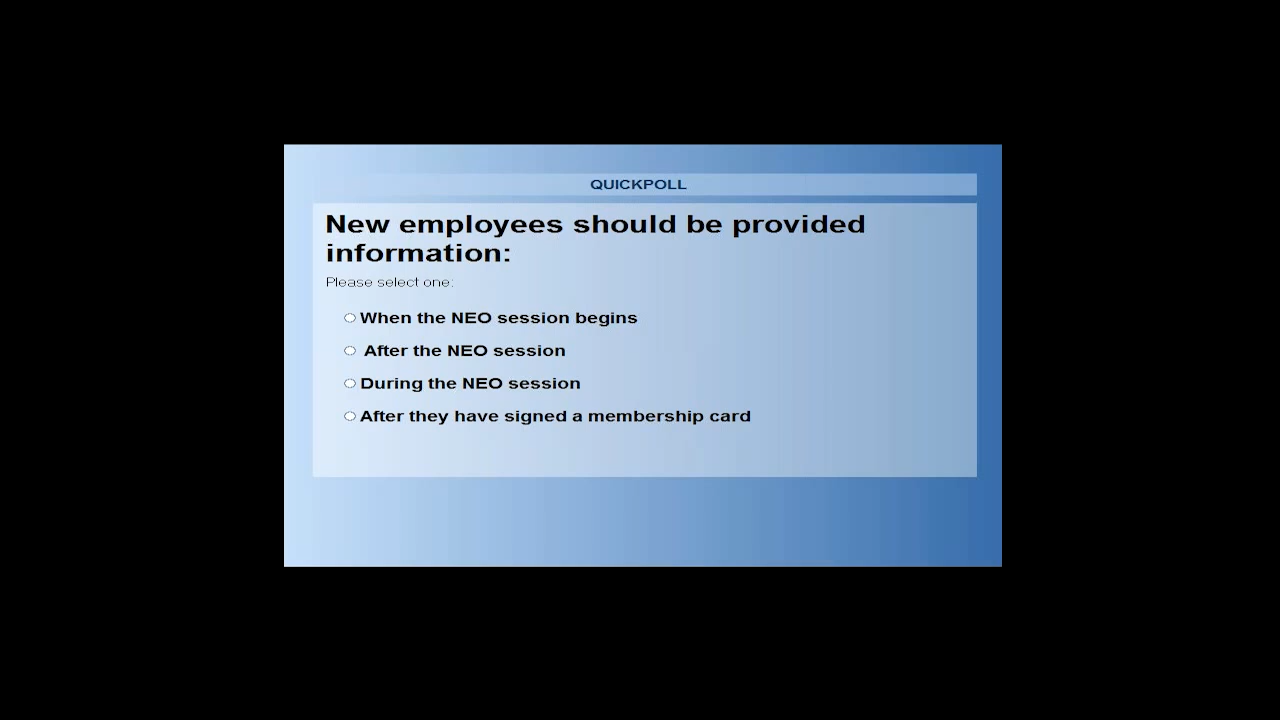 QUICKPOLL
New employees should be provided
information:
Please select one:
When the NEO session begins
After the NEO session
During the NEO session
After they have signed a membership card